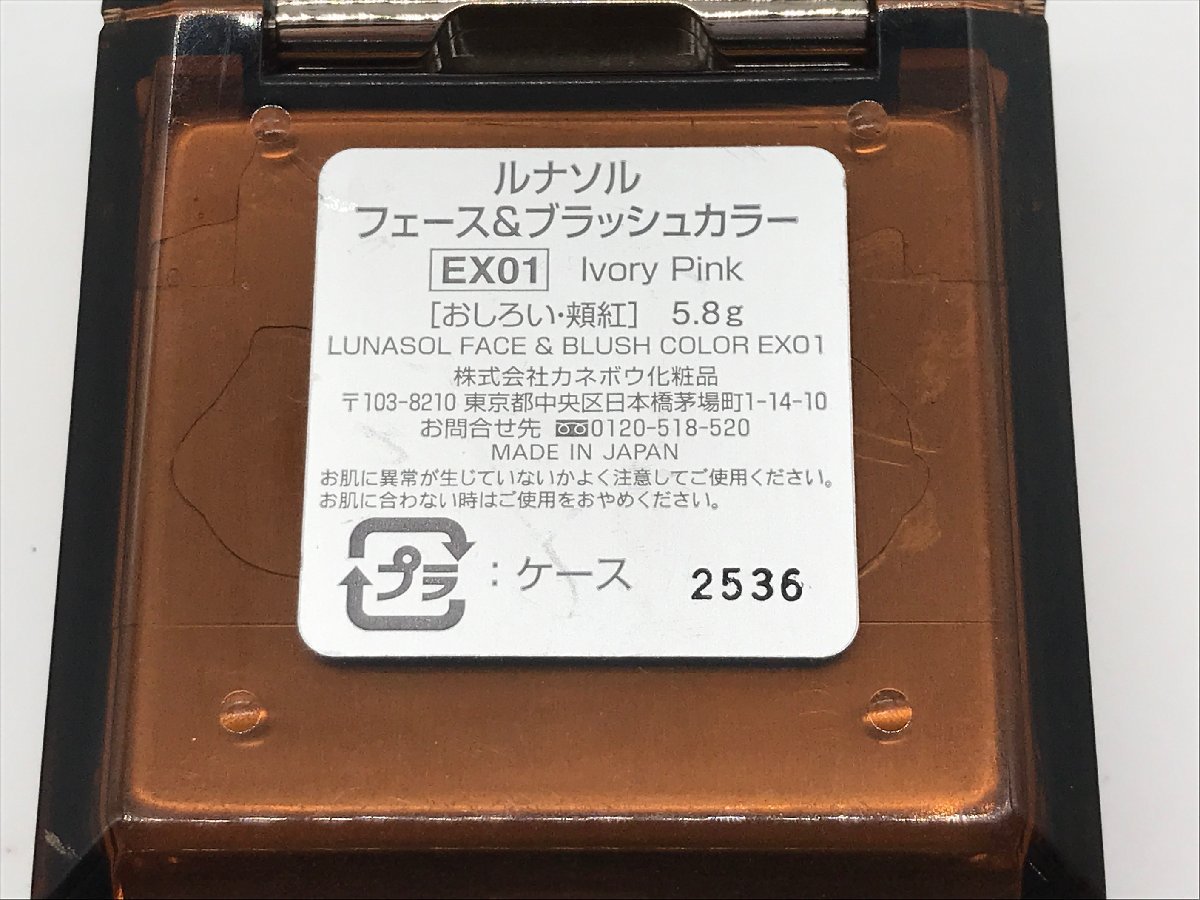 ルナソル
フェース&ブラッシュカラー
EX01 Ivory Pink
[おしろい・頬紅] 5.8g
LUNASOL FACE & BLUSH COLOR EX01
株式会社カネボウ化粧品
〒103-8210 東京都中央区日本橋茅場町1-14-10
お問合せ先 0120-518-520
MADE IN JAPAN
お肌に異常が生じていないかよく注意してご使用ください。
お肌に合わない時はご使用をおやめください。
プラ : ケース 2536